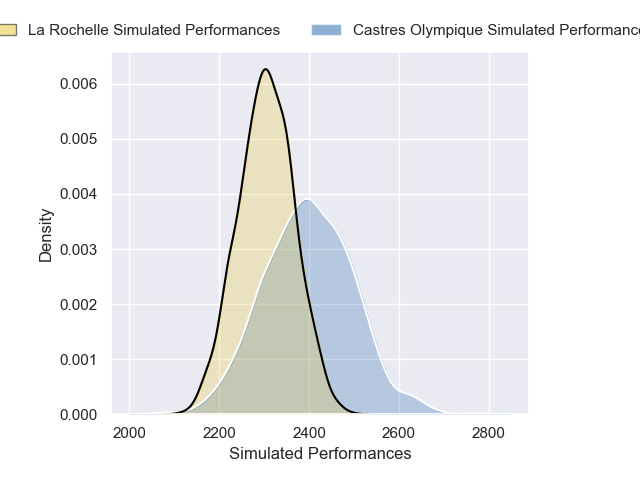 La Rochelle Simulated Performances
Castres Olympique Simulated Performanc
0.006
0.005
0.004
0.003
0.002
0.001
0.000
Density
2000 2200 2400 2600 2800
Simulated Performances